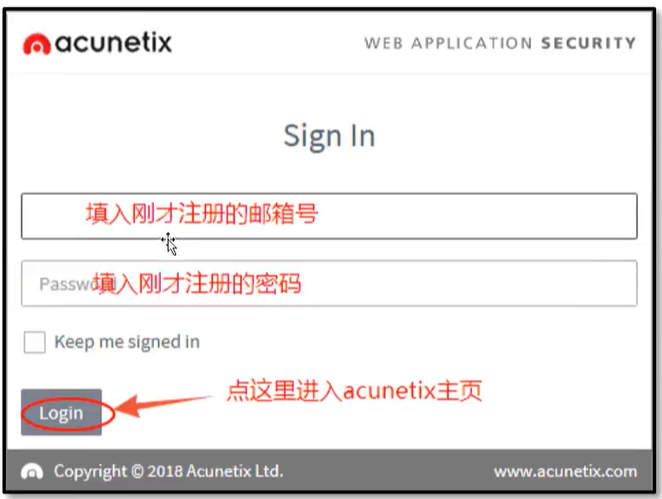 acunetix WEB APPLICATION SECURITY
Sign In
填入刚才注册的邮箱号
填入刚才注册的密码
Keep me signed in
点这里进入acunetix主页
Login
Copyright © 2018 Acunetix Ltd. www.acunetix.com